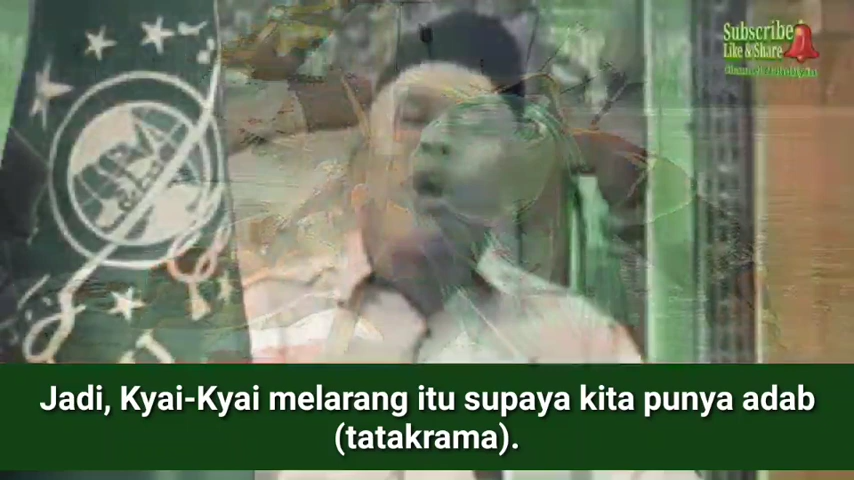 Subscribe
Like & Share
Jadi, Kyai-Kyai melarang itu supaya kita punya adab
(tatakrama).